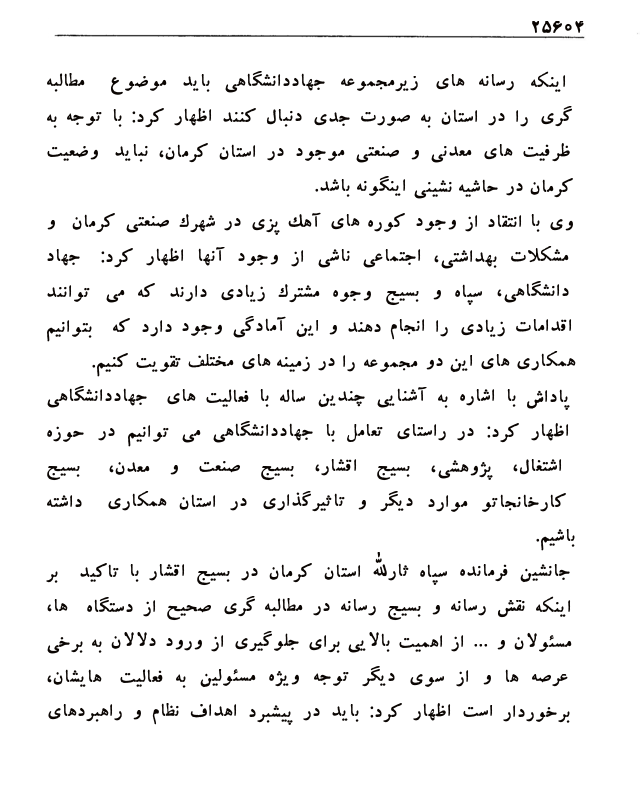 ۲۵۶۰۴
اینکه رسانه های زیرمجموعه جهاددانشگاهی باید موضوع مطالبه
گری را در استان به صورت جدی دنبال کنند اظهار کرد: با توجه به
ظرفیت های معدنی و صنعتی موجود در استان کرمان، نباید وضعیت
کرمان در حاشیه نشینی اینگونه باشد.
وی با انتقاد از وجود کوره های آهك پزی در شهرك صنعتی کرمان و
مشکلات بهداشتی، اجتماعی ناشی از وجود آنها اظهار کرد: جهاد
دانشگاهی، سپاه و بسیج وجوه مشترك زیادی دارند که می توانند
اقدامات زیادی را انجام دهند و این آمادگی وجود دارد که بتوانیم
همکاری های این دو مجموعه را در زمینه های مختلف تقویت کنیم.
پاداش با اشاره به آشنایی چندین ساله با فعالیت های جهاددانشگاهی
اظهار کرد: در راستای تعامل با جهاددانشگاهی می توانیم در حوزه
اشتغال، پژوهشی، بسیج اقشار، بسیج صنعت و معدن، بسیج
کارخانجاتو موارد دیگر و تاثیرگذاری در استان همکاری داشته
باشیم.
جانشین فرمانده سپاه ثارالله استان کرمان در بسیج اقشار با تاکید بر
اینکه نقش رسانه و بسیج رسانه در مطالبه گری صحیح از دستگاه ها،
مسئولان و ... از اهمیت بالایی برای جلوگیری از ورود دلالان به برخی
عرصه ها و از سوی دیگر توجه ویژه مسئولین به فعالیت هایشان،
برخوردار است اظهار کرد: باید در پیشبرد اهداف نظام و راهبردهای